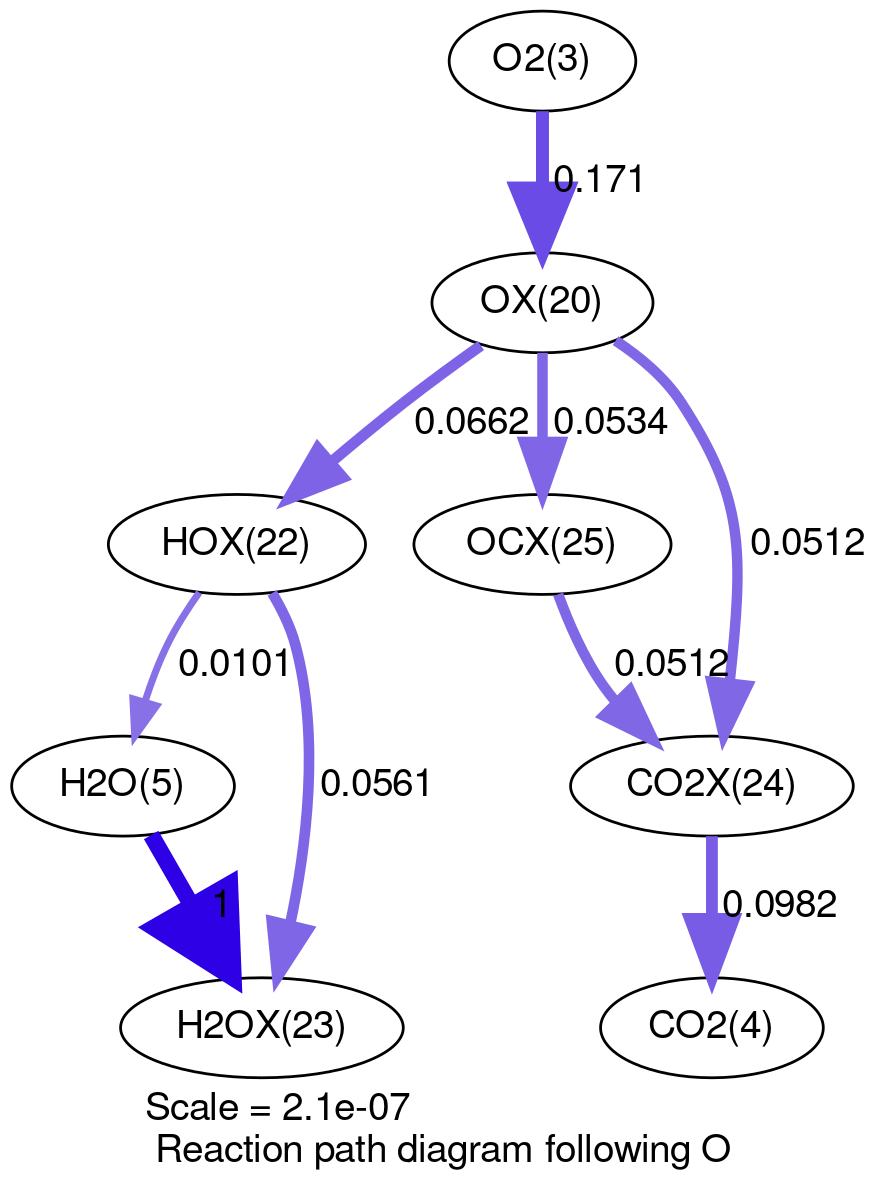 O2(3)
0.171
OX(20)
0.0662
0.0534
0.0512
HOX(22)
OCX(25)
0.0101
0.0512
0.0561
H2O(5)
CO2X(24)
1
0.0982
H2OX(23)
CO2(4)
Scale = 2.1e-07
Reaction path diagram following O